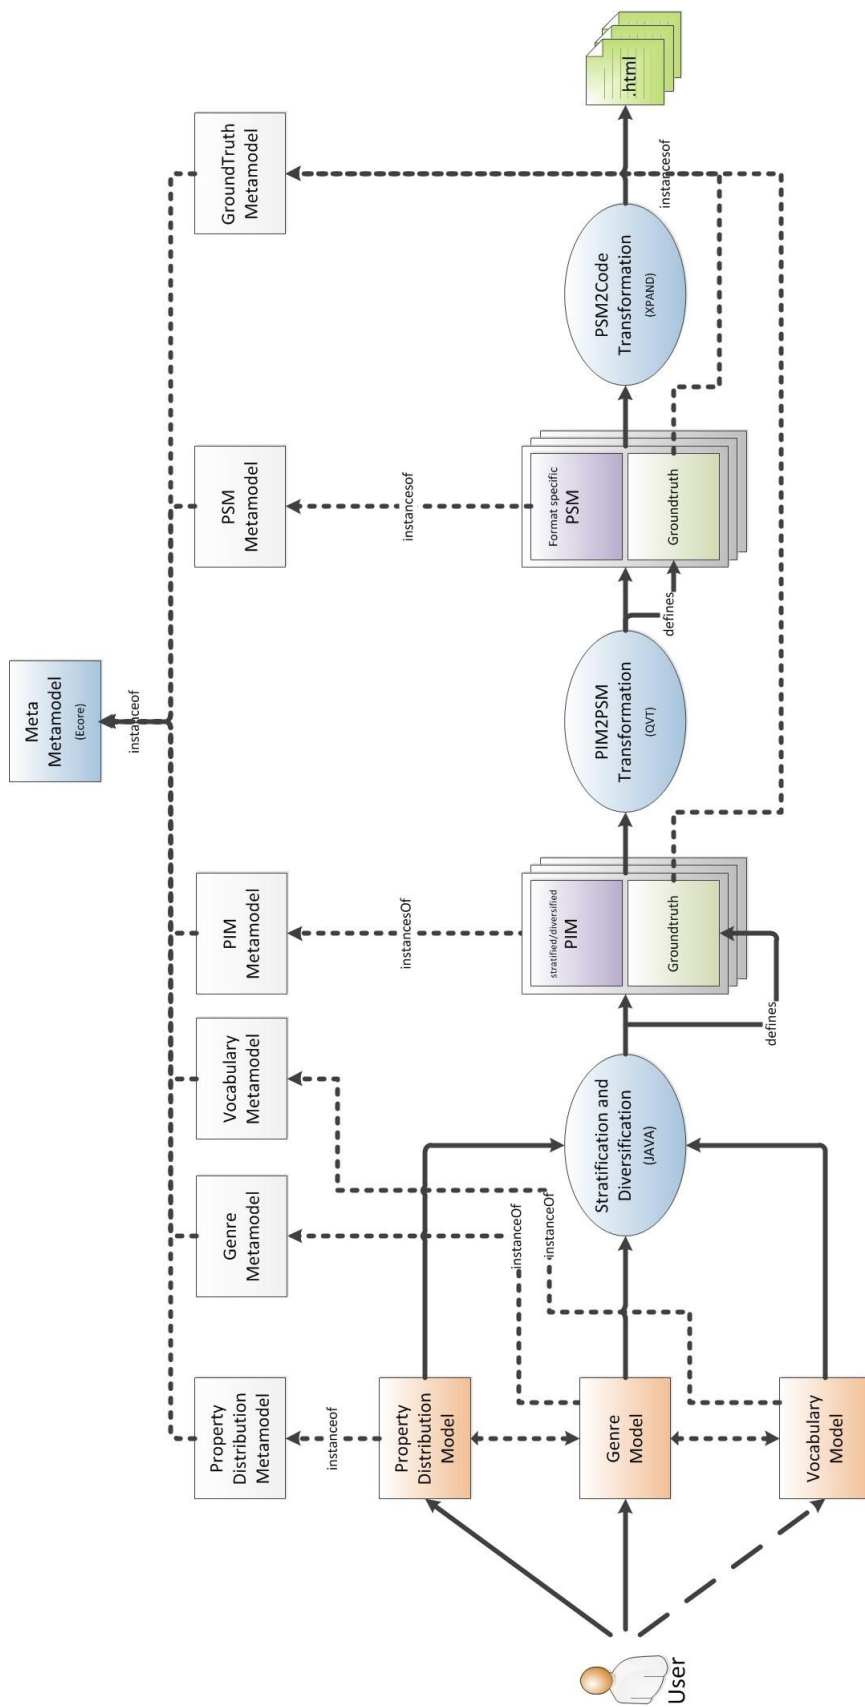 Meta
Metamodel
(Ecore)
instanceof
Property
Distribution
Metamodel
Genre
Metamodel
Vocabulary
Metamodel
PIM
Metamodel
PSM
Metamodel
GroundTruth
Metamodel
instanceof
instanceOf
instanceOf
instancesOf
instancesof
instancesof
Property
Distribution
Model
Genre
Model
Vocabulary
Model
User
Stratification and
Diversification
(JAVA)
defines
stratified/diversified
PIM
Groundtruth
PIM2PSM
Transformation
(QVT)
defines
Format specific
PSM
Groundtruth
PSM2Code
Transformation
(XPAND)
.html